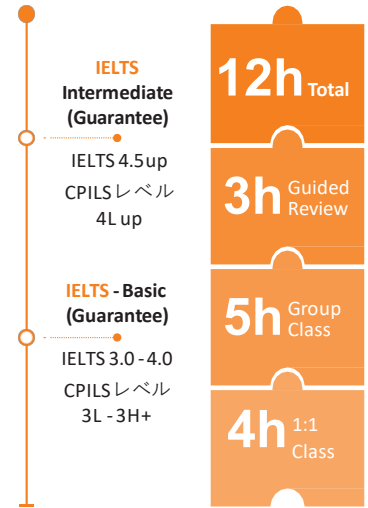 IELTS
Intermediate
(Guarantee)
IELTS 4.5up
CPILSレベル
4L up
IELTS - Basic
(Guarantee)
IELTS 3.0 - 4.0
CPILSレベル
3L - 3H+
12h Total
3h Guided
Review
5h Group
Class
4h 1:1
Class